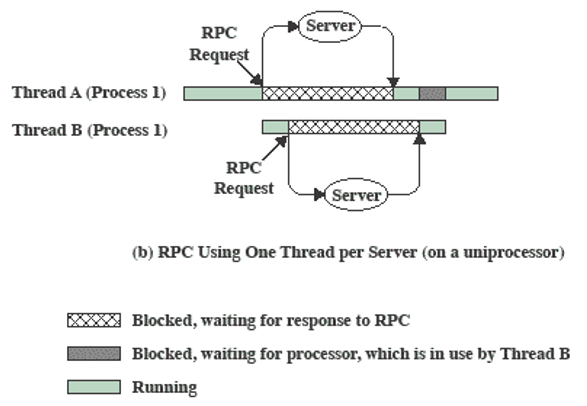 RPC
Request
Server
Thread A (Process 1)
Thread B (Process 1)
RPC
Request
Server
(b) RPC Using One Thread per Server (on a uniprocessor)
Blocked, waiting for response to RPC
Blocked, waiting for processor, which is in use by Thread B
Running